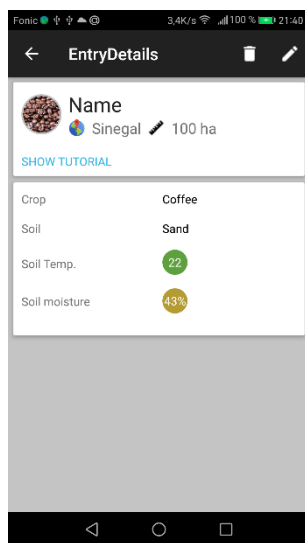 Fonic 3,4K/s 100 % 21:40
EntryDetails
Name
Sinegal 100 ha
SHOW TUTORIAL
Crop Coffee
Soil Sand
Soil Temp. 22
Soil moisture 43%